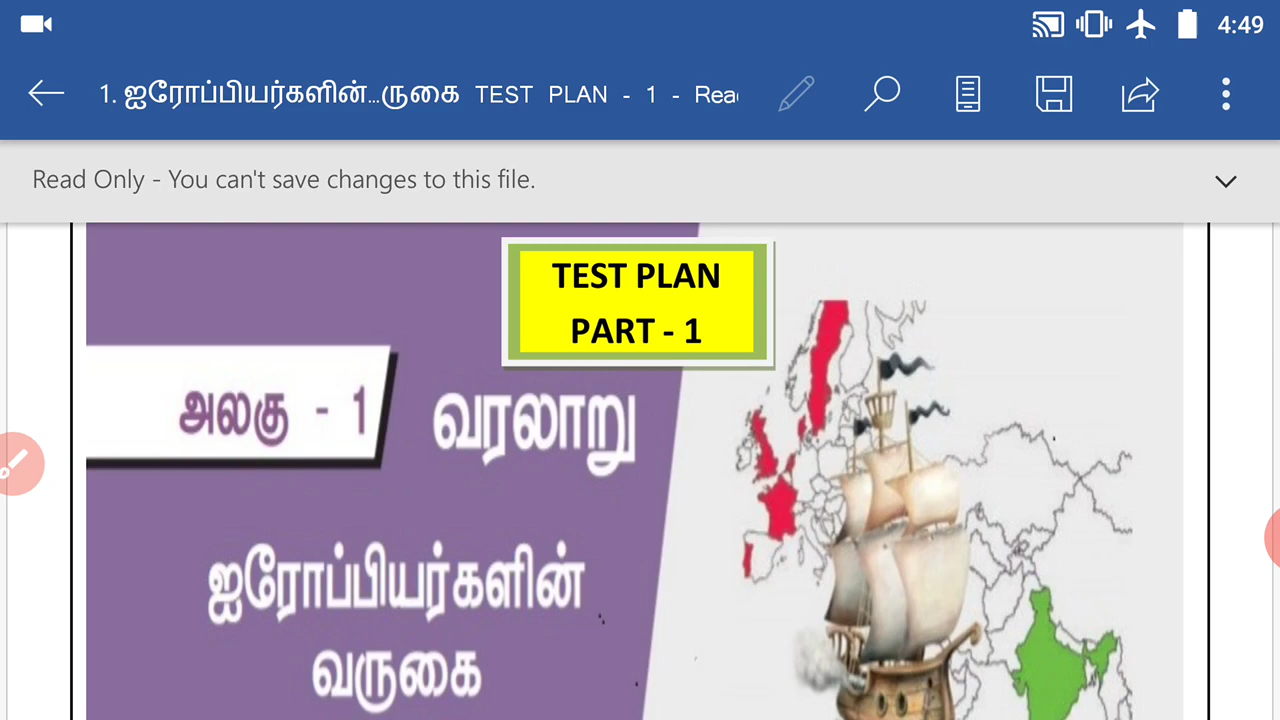 4:49
1. ஐரோப்பியர்களின்...ருகை TEST PLAN - 1 -
Read Only - You can't save changes to this file.
TEST PLAN
PART - 1
அலகு - 1
வரலாறு
ஐரோப்பியர்களின்
வருகை